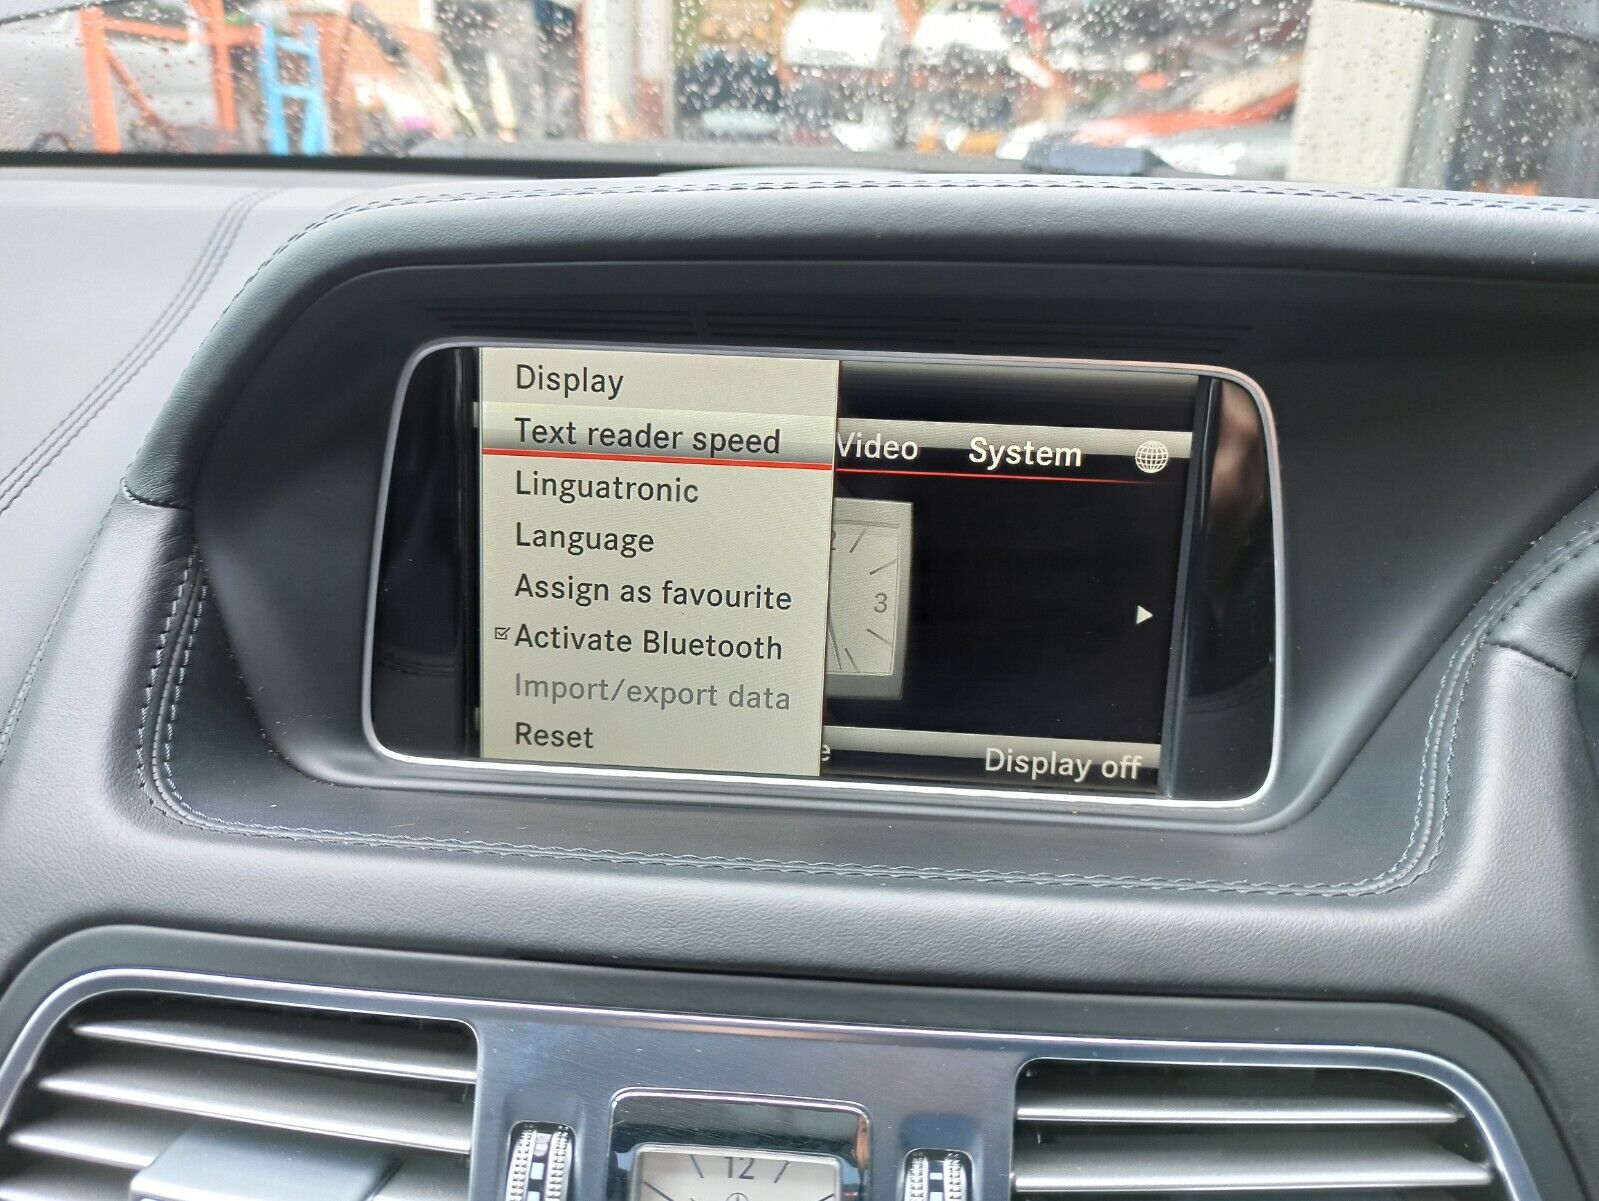 Display
Text reader speed
Linguatronic
Language
Assign as favourite
Activate Bluetooth
Import/export data
Reset
Video
System
3
Display off
12